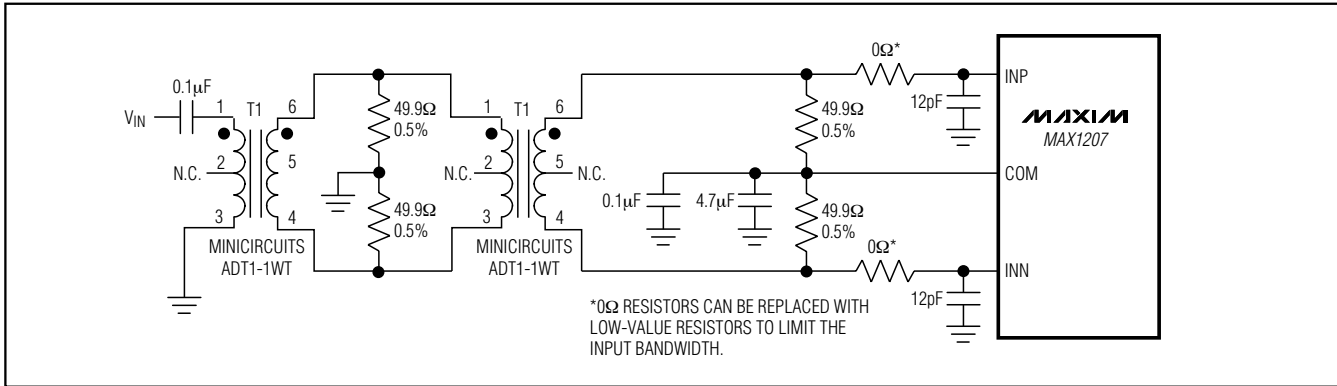 0.1μF
V_IN
1
T1
6
2
5
N.C.
3
4
MINICIRCUITS
ADT1-1WT
49.9Ω
0.5%
49.9Ω
0.5%
1
T1
6
N.C.
2
5
N.C.
3
4
MINICIRCUITS
ADT1-1WT
0.1μF
4.7μF
49.9Ω
0.5%
49.9Ω
0.5%
0Ω*
12pF
0Ω*
12pF
INP
COM
INN
MAXIM
MAX1207
*0Ω RESISTORS CAN BE REPLACED WITH
LOW-VALUE RESISTORS TO LIMIT THE
INPUT BANDWIDTH.